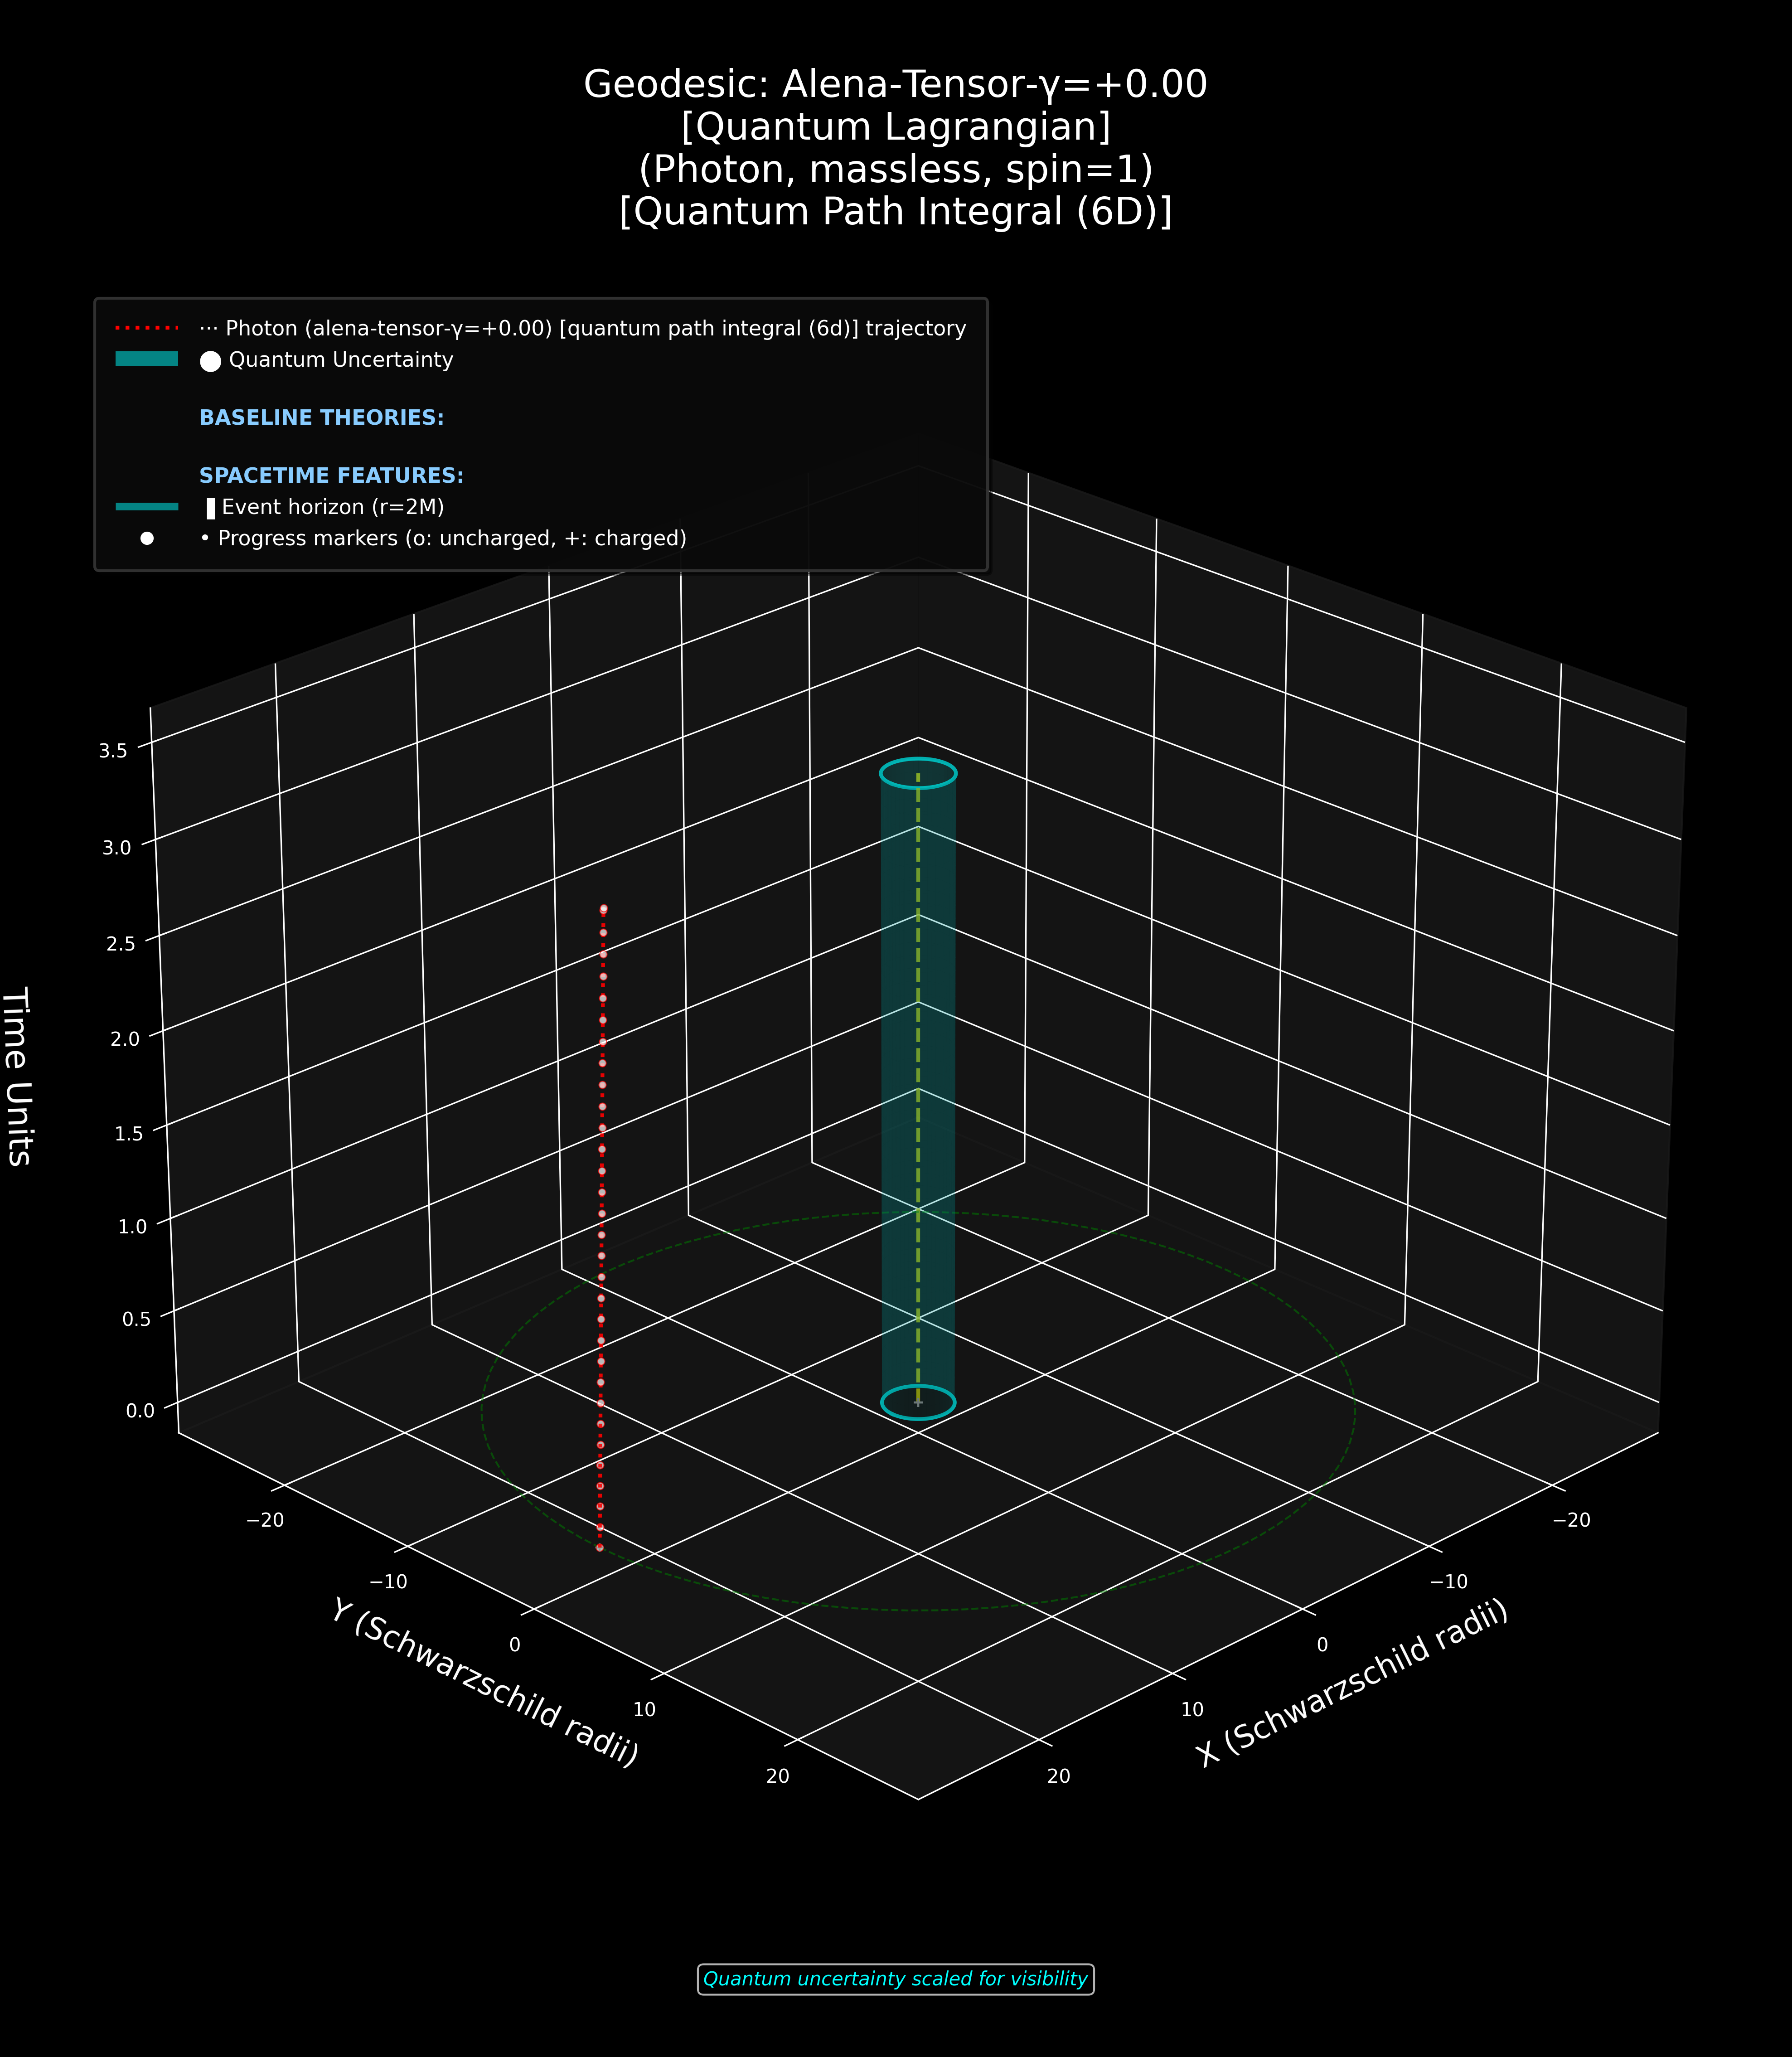 Geodesic: Alena-Tensor-γ=+0.00
[Quantum Lagrangian]
(Photon, massless, spin=1)
[Quantum Path Integral (6D)]
··· Photon (alena-tensor-γ=+0.00) [quantum path integral (6d)] trajectory
⬤ Quantum Uncertainty
BASELINE THEORIES:
SPACETIME FEATURES:
▐ Event horizon (r=2M)
• Progress markers (o: uncharged, +: charged)
3.5
3.0
2.5
2.0
1.5
1.0
0.5
0.0
Time Units
−20
−10
0
10
20
Y (Schwarzschild radii)
−20
−10
0
10
20
X (Schwarzschild radii)
Quantum uncertainty scaled for visibility